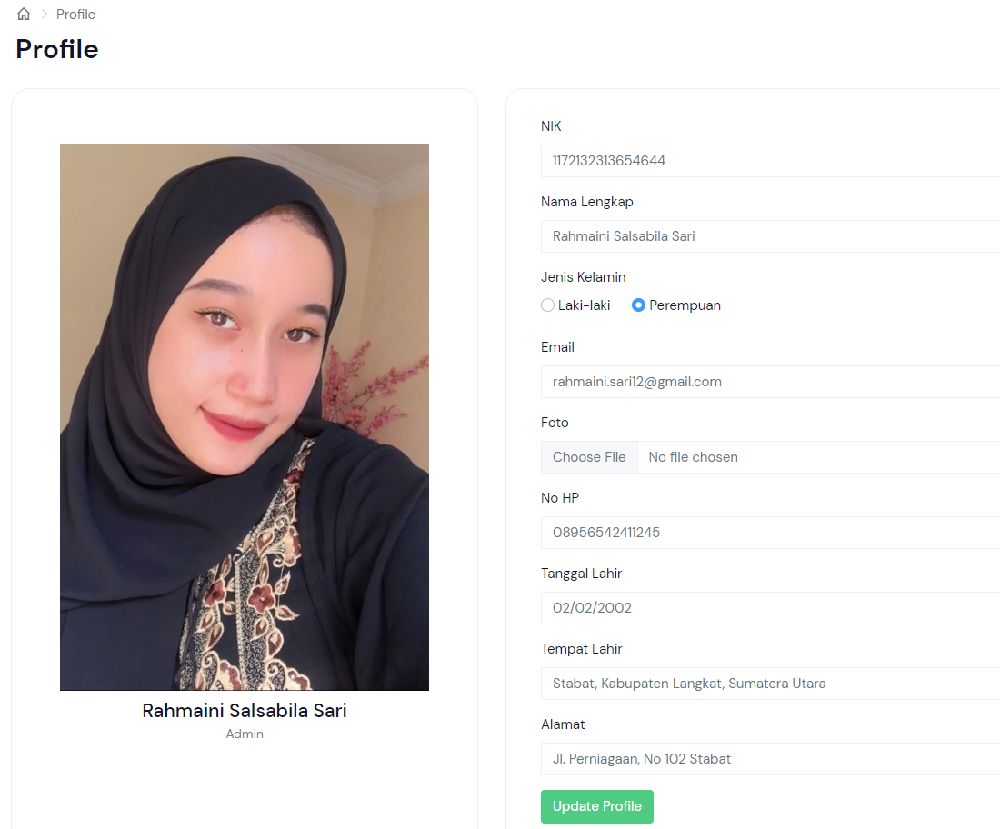 Profile
Profile
Rahmaini Salsabila Sari
Admin
NIK
1172132313654644
Nama Lengkap
Rahmaini Salsabila Sari
Jenis Kelamin
Laki-laki Perempuan
Email
rahmaini.sari12@gmail.com
Foto
Choose File No file chosen
No HP
08956542411245
Tanggal Lahir
02/02/2002
Tempat Lahir
Stabat, Kabupaten Langkat, Sumatera Utara
Alamat
Jl. Perniagaan, No 102 Stabat
Update Profile